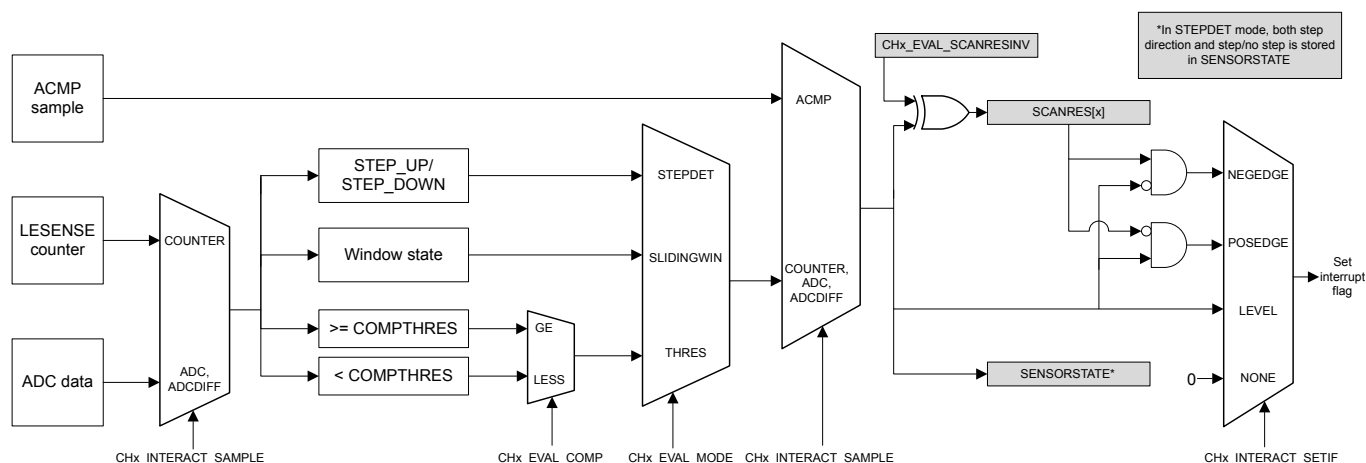 ACMP
sample
LESENSE
counter
ADC data
COUNTER
ADC,
ADCDIFF
CHx_INTERACT_SAMPLE
STEP_UP/
STEP_DOWN
Window state
>= COMPTHRES
< COMPTHRES
GE
LESS
CHx_EVAL_COMP
STEPDET
SLIDINGWIN
THRES
CHx_EVAL_MODE
ACMP
COUNTER,
ADC,
ADCDIFF
CHx_INTERACT_SAMPLE
CHx_EVAL_SCANRESINV
SCANRES[x]
SENSORSTATE*
*In STEPDET mode, both step
direction and step/no step is stored
in SENSORSTATE
NEGEDGE
POSEDGE
LEVEL
0
NONE
CHx_INTERACT_SETIF
Set
interrupt
flag